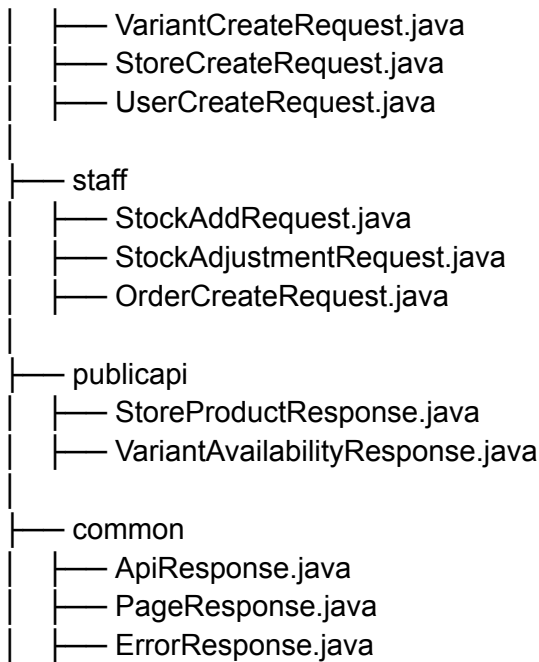 │   ├── VariantCreateRequest.java
│   ├── StoreCreateRequest.java
│   ├── UserCreateRequest.java
│
├── staff
│   ├── StockAddRequest.java
│   ├── StockAdjustmentRequest.java
│   ├── OrderCreateRequest.java
│
├── publicapi
│   ├── StoreProductResponse.java
│   ├── VariantAvailabilityResponse.java
│
├── common
│   ├── ApiResponse.java
│   ├── PageResponse.java
│   ├── ErrorResponse.java